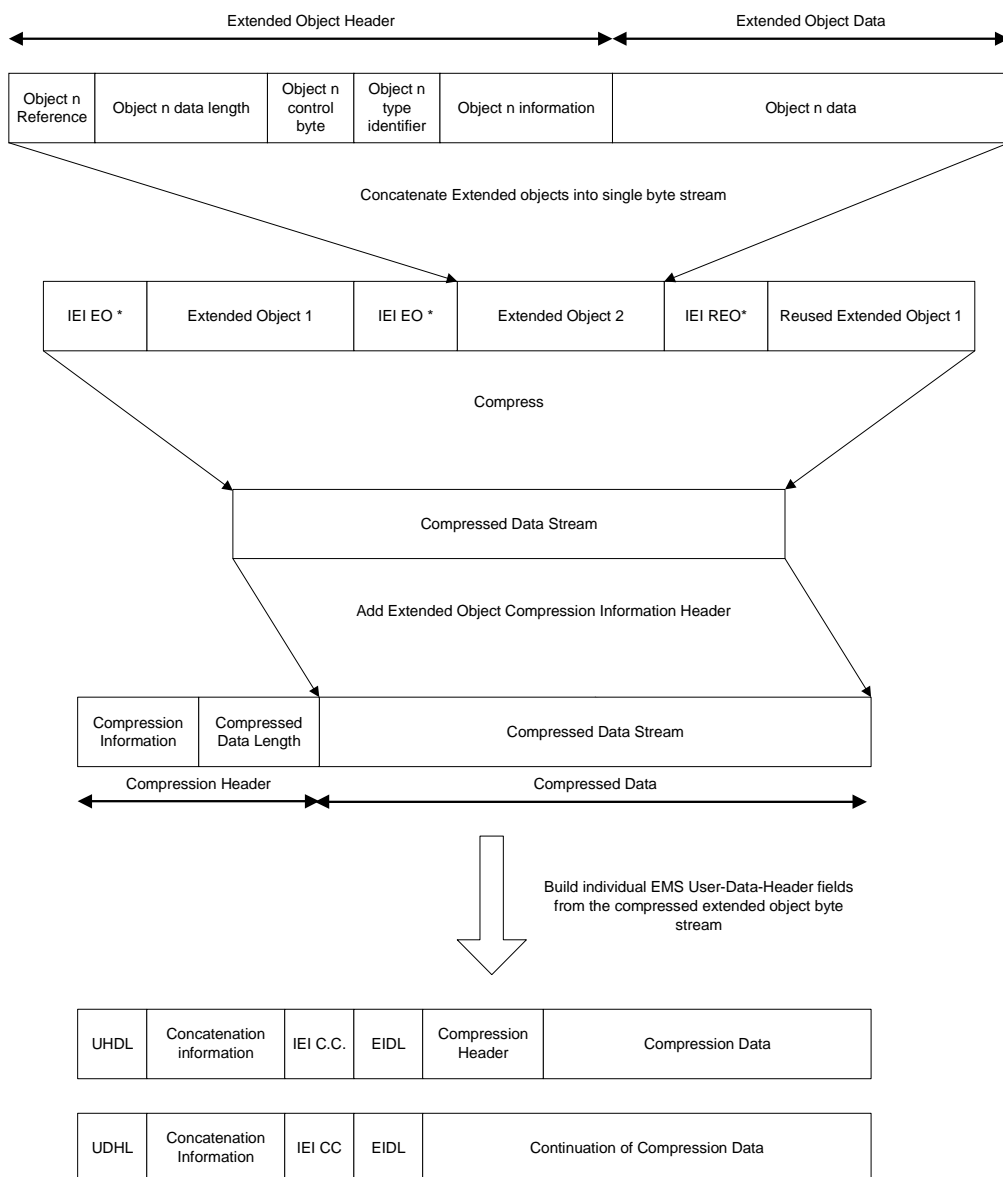 Extended Object Header
Extended Object Data
Object n
Reference
Object n data length
Object n
control
byte
Object n
type
identifier
Object n information
Object n data
Concatenate Extended objects into single byte stream
IEI EO *
Extended Object 1
IEI EO *
Extended Object 2
IEI REO*
Reused Extended Object 1
Compress
Compressed Data Stream
Add Extended Object Compression Information Header
Compression
Information
Compressed
Data Length
Compressed Data Stream
Compression Header
Compressed Data
Build individual EMS User-Data-Header fields
from the compressed extended object byte
stream
UHDL
Concatenation
information
IEI C.C.
EIDL
Compression
Header
Compression Data
UDHL
Concatenation
Information
IEI CC
EIDL
Continuation of Compression Data